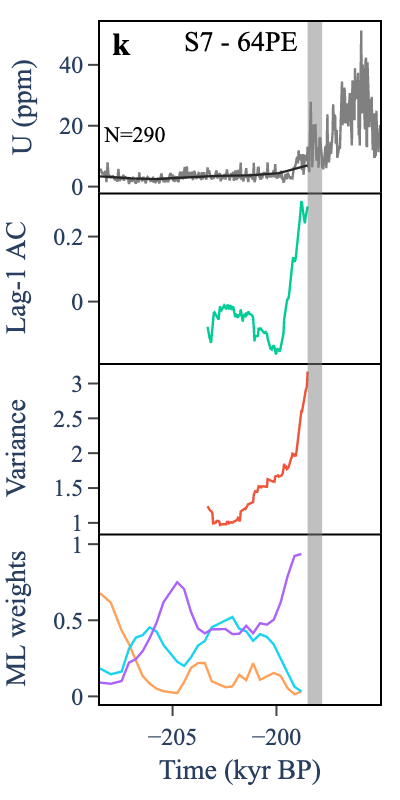 k S7 - 64PE
U (ppm)
40
20
0
N=290
Lag-1 AC
0.2
0
Variance
3
2.5
2
1.5
1
ML weights
1
0.5
0
−205 −200
Time (kyr BP)